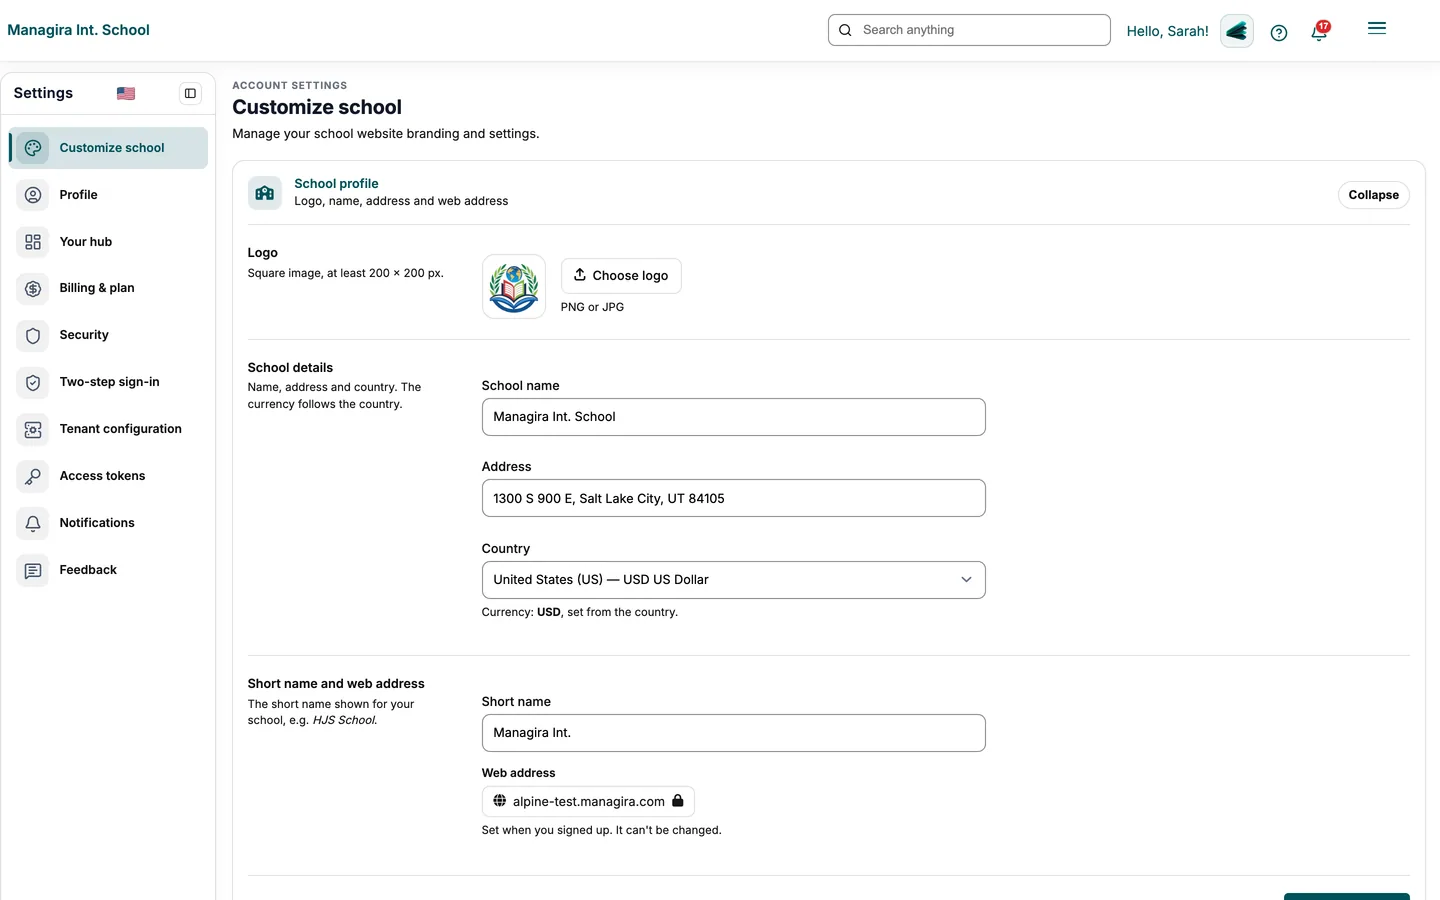 Managira Int. School
Search anything
Hello, Sarah!
17
Settings
Customize school
Profile
Your hub
Billing & plan
Security
Two-step sign-in
Tenant configuration
Access tokens
Notifications
Feedback
ACCOUNT SETTINGS
Customize school
Manage your school website branding and settings.
School profile
Logo, name, address and web address
Collapse
Logo
Square image, at least 200 × 200 px.
Choose logo
PNG or JPG
School details
Name, address and country. The
currency follows the country.
School name
Managira Int. School
Address
1300 S 900 E, Salt Lake City, UT 84105
Country
United States (US) — USD US Dollar
Currency: USD, set from the country.
Short name and web address
The short name shown for your
school, e.g. HJS School.
Short name
Managira Int.
Web address
alpine-test.managira.com
Set when you signed up. It can't be changed.